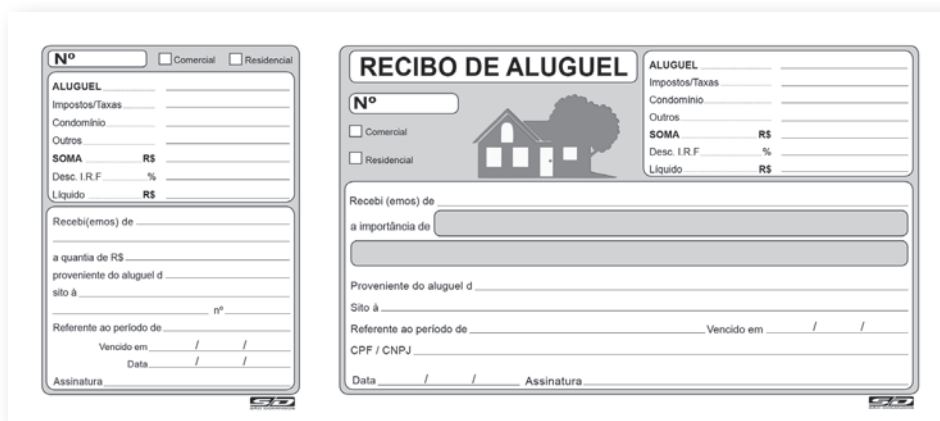 Nº Comercial Residencial
ALUGUEL
Impostos/Taxas
Condomínio
Outros
SOMA R$
Desc. I.R.F %
Líquido R$
Recebi(emos) de
a quantia de R$
proveniente do aluguel d
sito à
nº
Referente ao período de
Vencido em / /
Data / /
Assinatura
SD
RECIBO DE ALUGUEL
Nº
Comercial
Residencial
ALUGUEL
Impostos/Taxas
Condomínio
Outros
SOMA R$
Desc. I.R.F %
Líquido R$
Recebi (emos) de
a importância de
Proveniente do aluguel d
Sito à
Referente ao período de Vencido em / /
CPF / CNPJ
Data / / Assinatura
SD